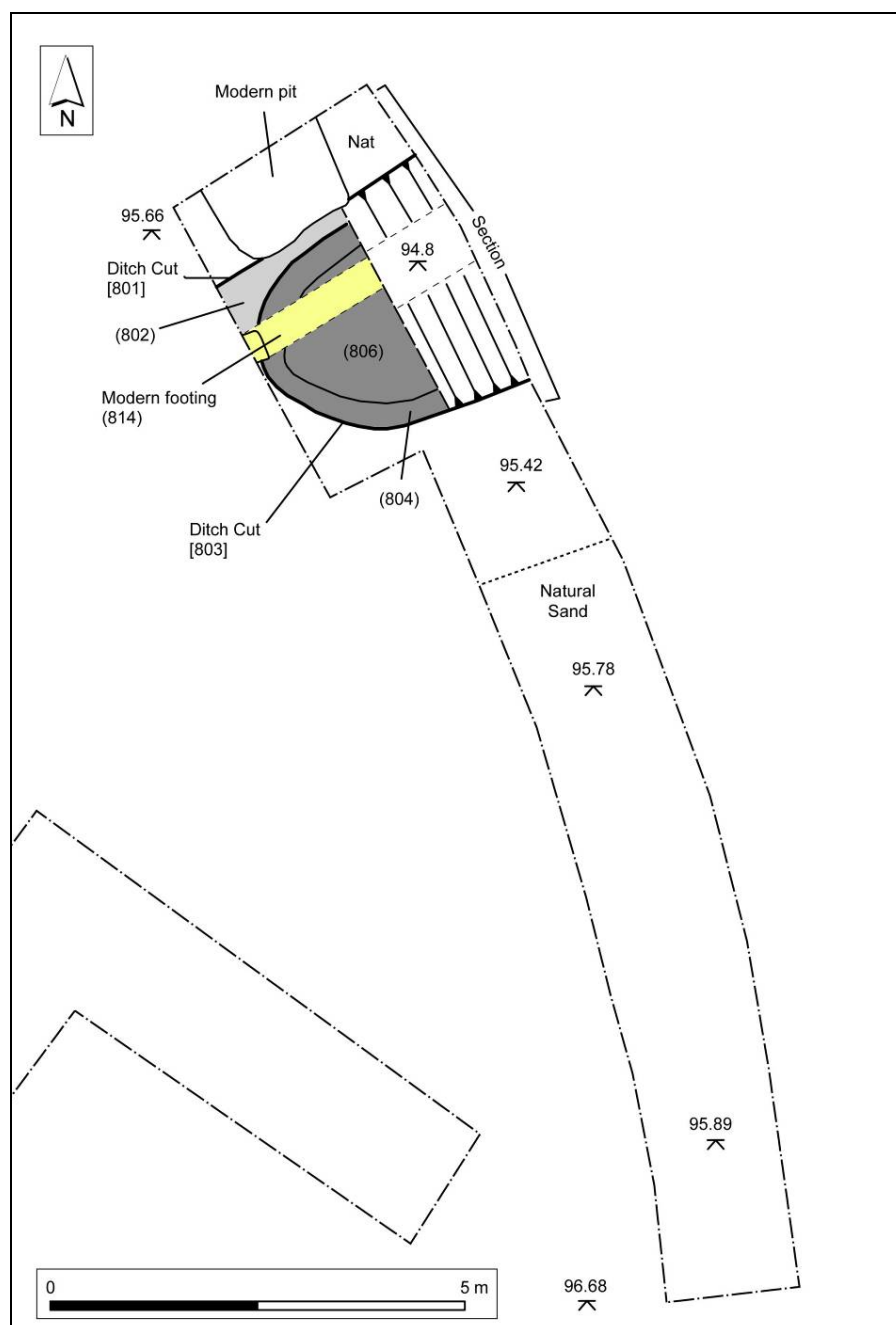 N
Modern pit
Nat
95.66
Section
94.8
Ditch Cut
[801]
(802)
(806)
Modern footing
(814)
95.42
(804)
Ditch Cut
[803]
Natural
Sand
95.78
95.89
0
5 m
96.68